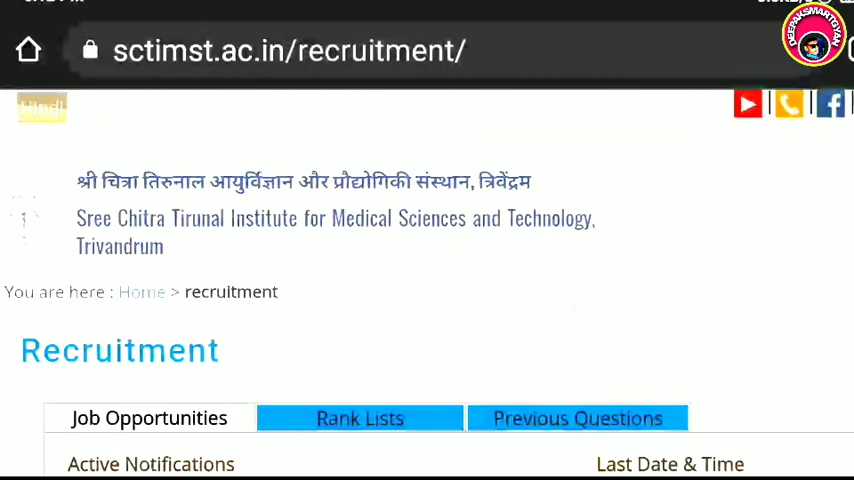 sctimst.ac.in/recruitment/
DEEPAKSMARTGYAN
Hindi
श्री चित्रा तिरुनाल आयुर्विज्ञान और प्रौद्योगिकी संस्थान, त्रिवेंद्रम
Sree Chitra Tirunal Institute for Medical Sciences and Technology,
Trivandrum
You are here : Home > recruitment
Recruitment
Job Opportunities Rank Lists Previous Questions
Active Notifications Last Date & Time